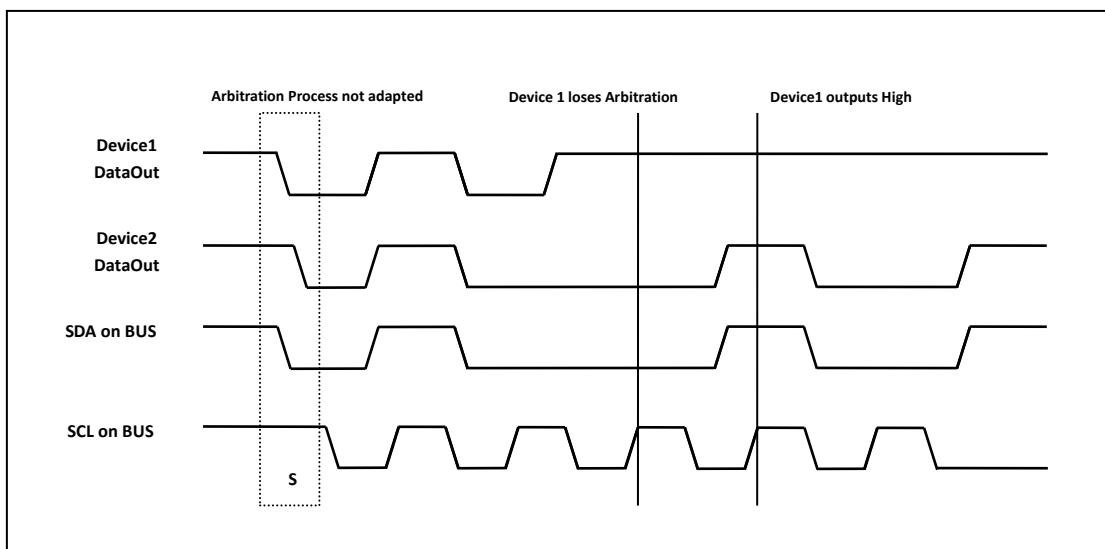 Arbitration Process not adapted
Device 1 loses Arbitration
Device1 outputs High
Device1
DataOut
Device2
DataOut
SDA on BUS
SCL on BUS
S